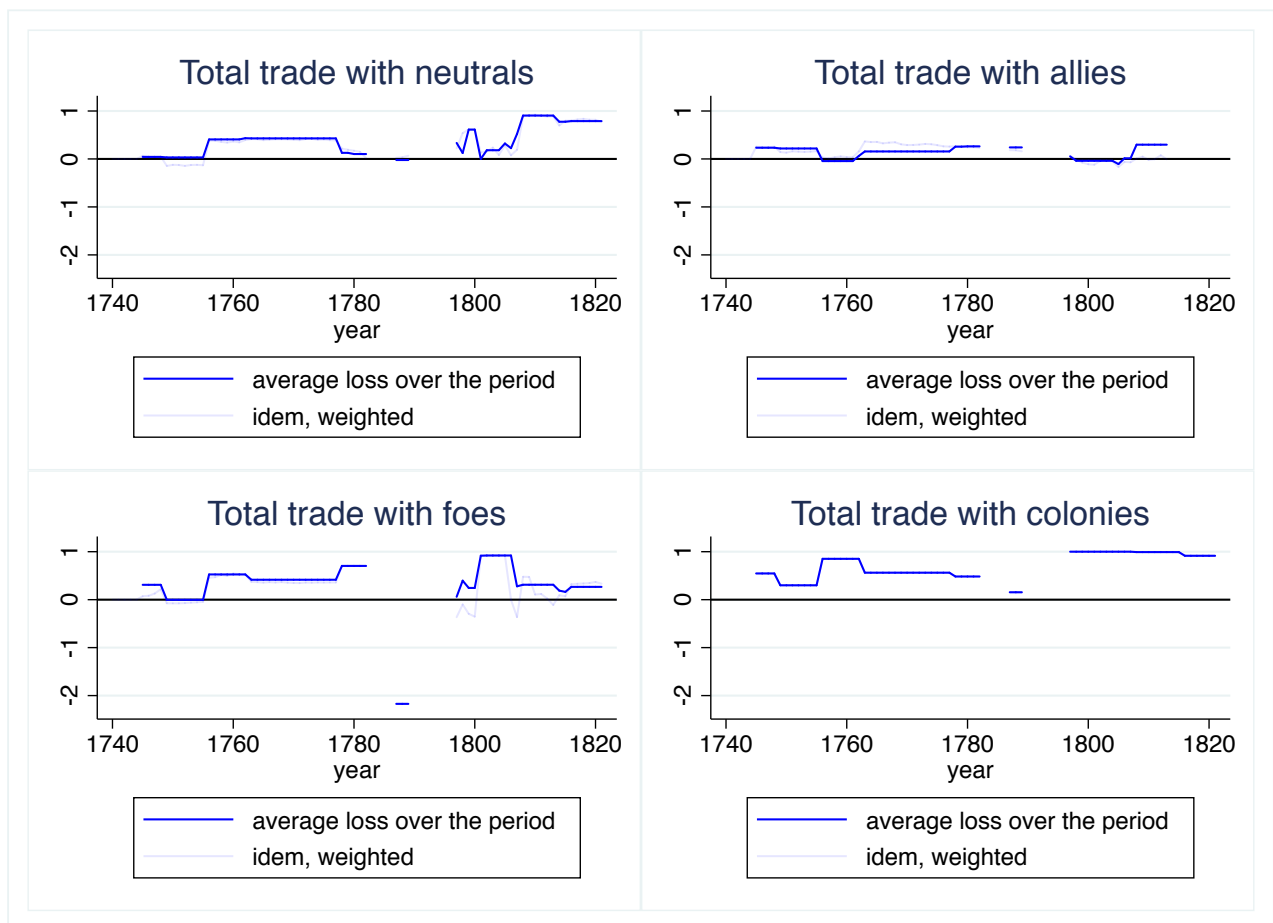 Total trade with neutrals
1
0
-1
-2
1740 1760 1780 1800 1820
year
average loss over the period
idem, weighted
Total trade with allies
1
0
-1
-2
1740 1760 1780 1800 1820
year
average loss over the period
idem, weighted
Total trade with foes
1
0
-1
-2
1740 1760 1780 1800 1820
year
average loss over the period
idem, weighted
Total trade with colonies
1
0
-1
-2
1740 1760 1780 1800 1820
year
average loss over the period
idem, weighted